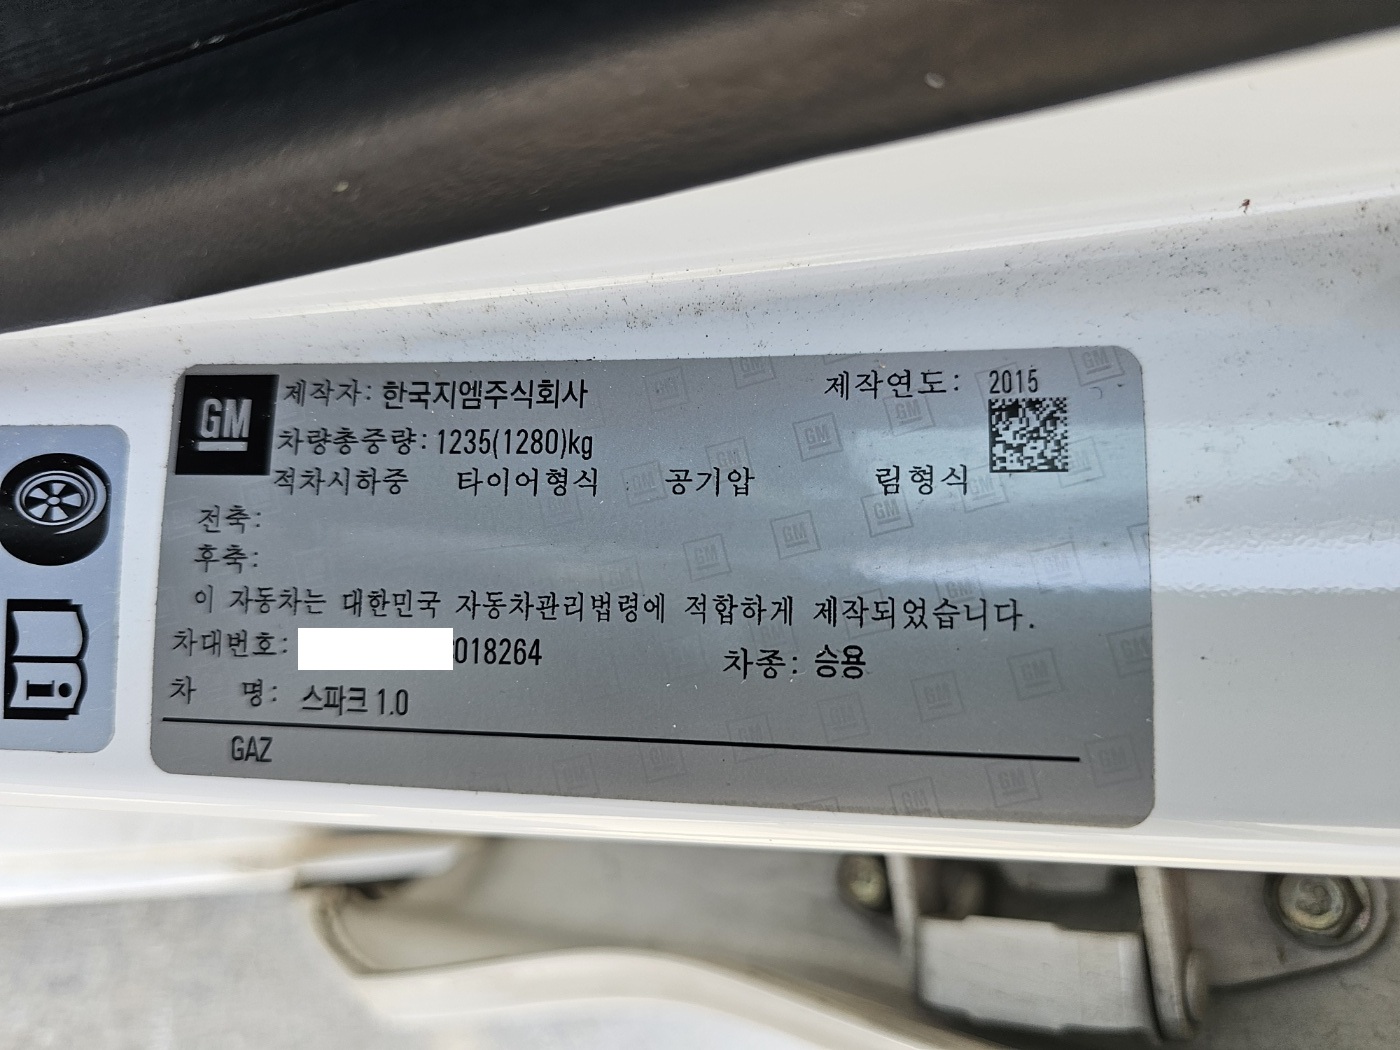 GM 제작자: 한국지엠주식회사 제작연도: 2015
차량총중량: 1235(1280)kg
적차시하중 타이어형식 공기압 림형식
전축:
후축:
이 자동차는 대한민국 자동차관리법령에 적합하게 제작되었습니다.
차대번호: 018264 차종: 승용
차 명: 스파크 1.0
GAZ
i